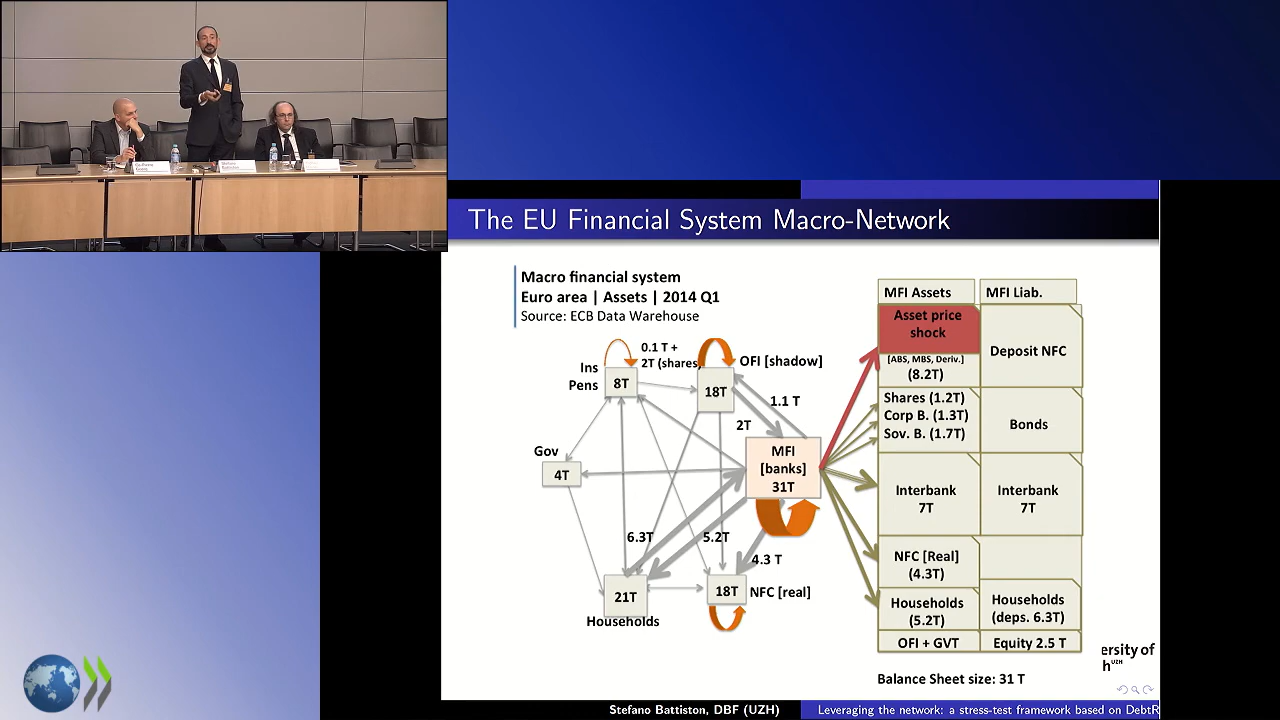 The EU Financial System Macro-Network
Macro financial system
Euro area | Assets | 2014 Q1
Source: ECB Data Warehouse
0.1 T +
2T (shares
Ins
Pens
8T
OFI [shadow]
18T
1.1 T
2T
Gov
4T
MFI
[banks]
31T
6.3T
5.2T
4.3 T
21T
Households
18T
NFC [real]
MFI Assets
MFI Liab.
Asset price
shock
[ABS, MBS, Deriv.]
(8.2T)
Deposit NFC
Shares (1.2T)
Corp B. (1.3T)
Sov. B. (1.7T)
Bonds
Interbank
7T
Interbank
7T
NFC [Real]
(4.3T)
Households
(5.2T)
Households
(deps. 6.3T)
OFI + GVT
Equity 2.5 T
Balance Sheet size: 31 T
ersity of
h UZH
Stefano Battiston, DBF (UZH)
Leveraging the network: a stress-test framework based on DebtR